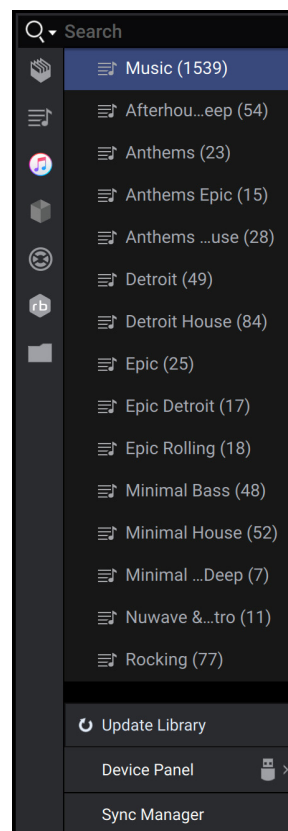 Search
Music (1539)
Afterhou...eep (54)
Anthems (23)
Anthems Epic (15)
Anthems ...use (28)
Detroit (49)
Detroit House (84)
Epic (25)
Epic Detroit (17)
Epic Rolling (18)
Minimal Bass (48)
Minimal House (52)
Minimal ...Deep (7)
Nuwave &...tro (11)
Rocking (77)
rb
Update Library
Device Panel
Sync Manager